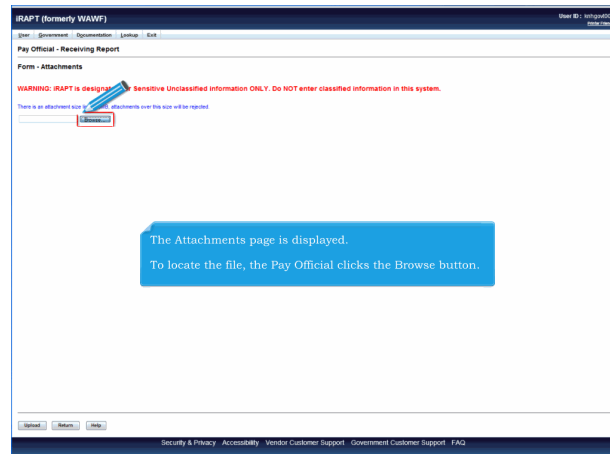 iRAPT (formerly WAWF)
User ID :
Printer Friendly
User Government Documentation Lookup Exit
Pay Official - Receiving Report
Form - Attachments
WARNING: iRAPT is designat Sensitive Unclassified information ONLY. Do NOT enter classified information in this system.
There is an attachment size attachments over this size will be rejected
Browse...
The Attachments page is displayed.
To locate the file, the Pay Official clicks the Browse button.
Upload Return Help
Security & Privacy Accessibility Vendor Customer Support Government Customer Support FAQ